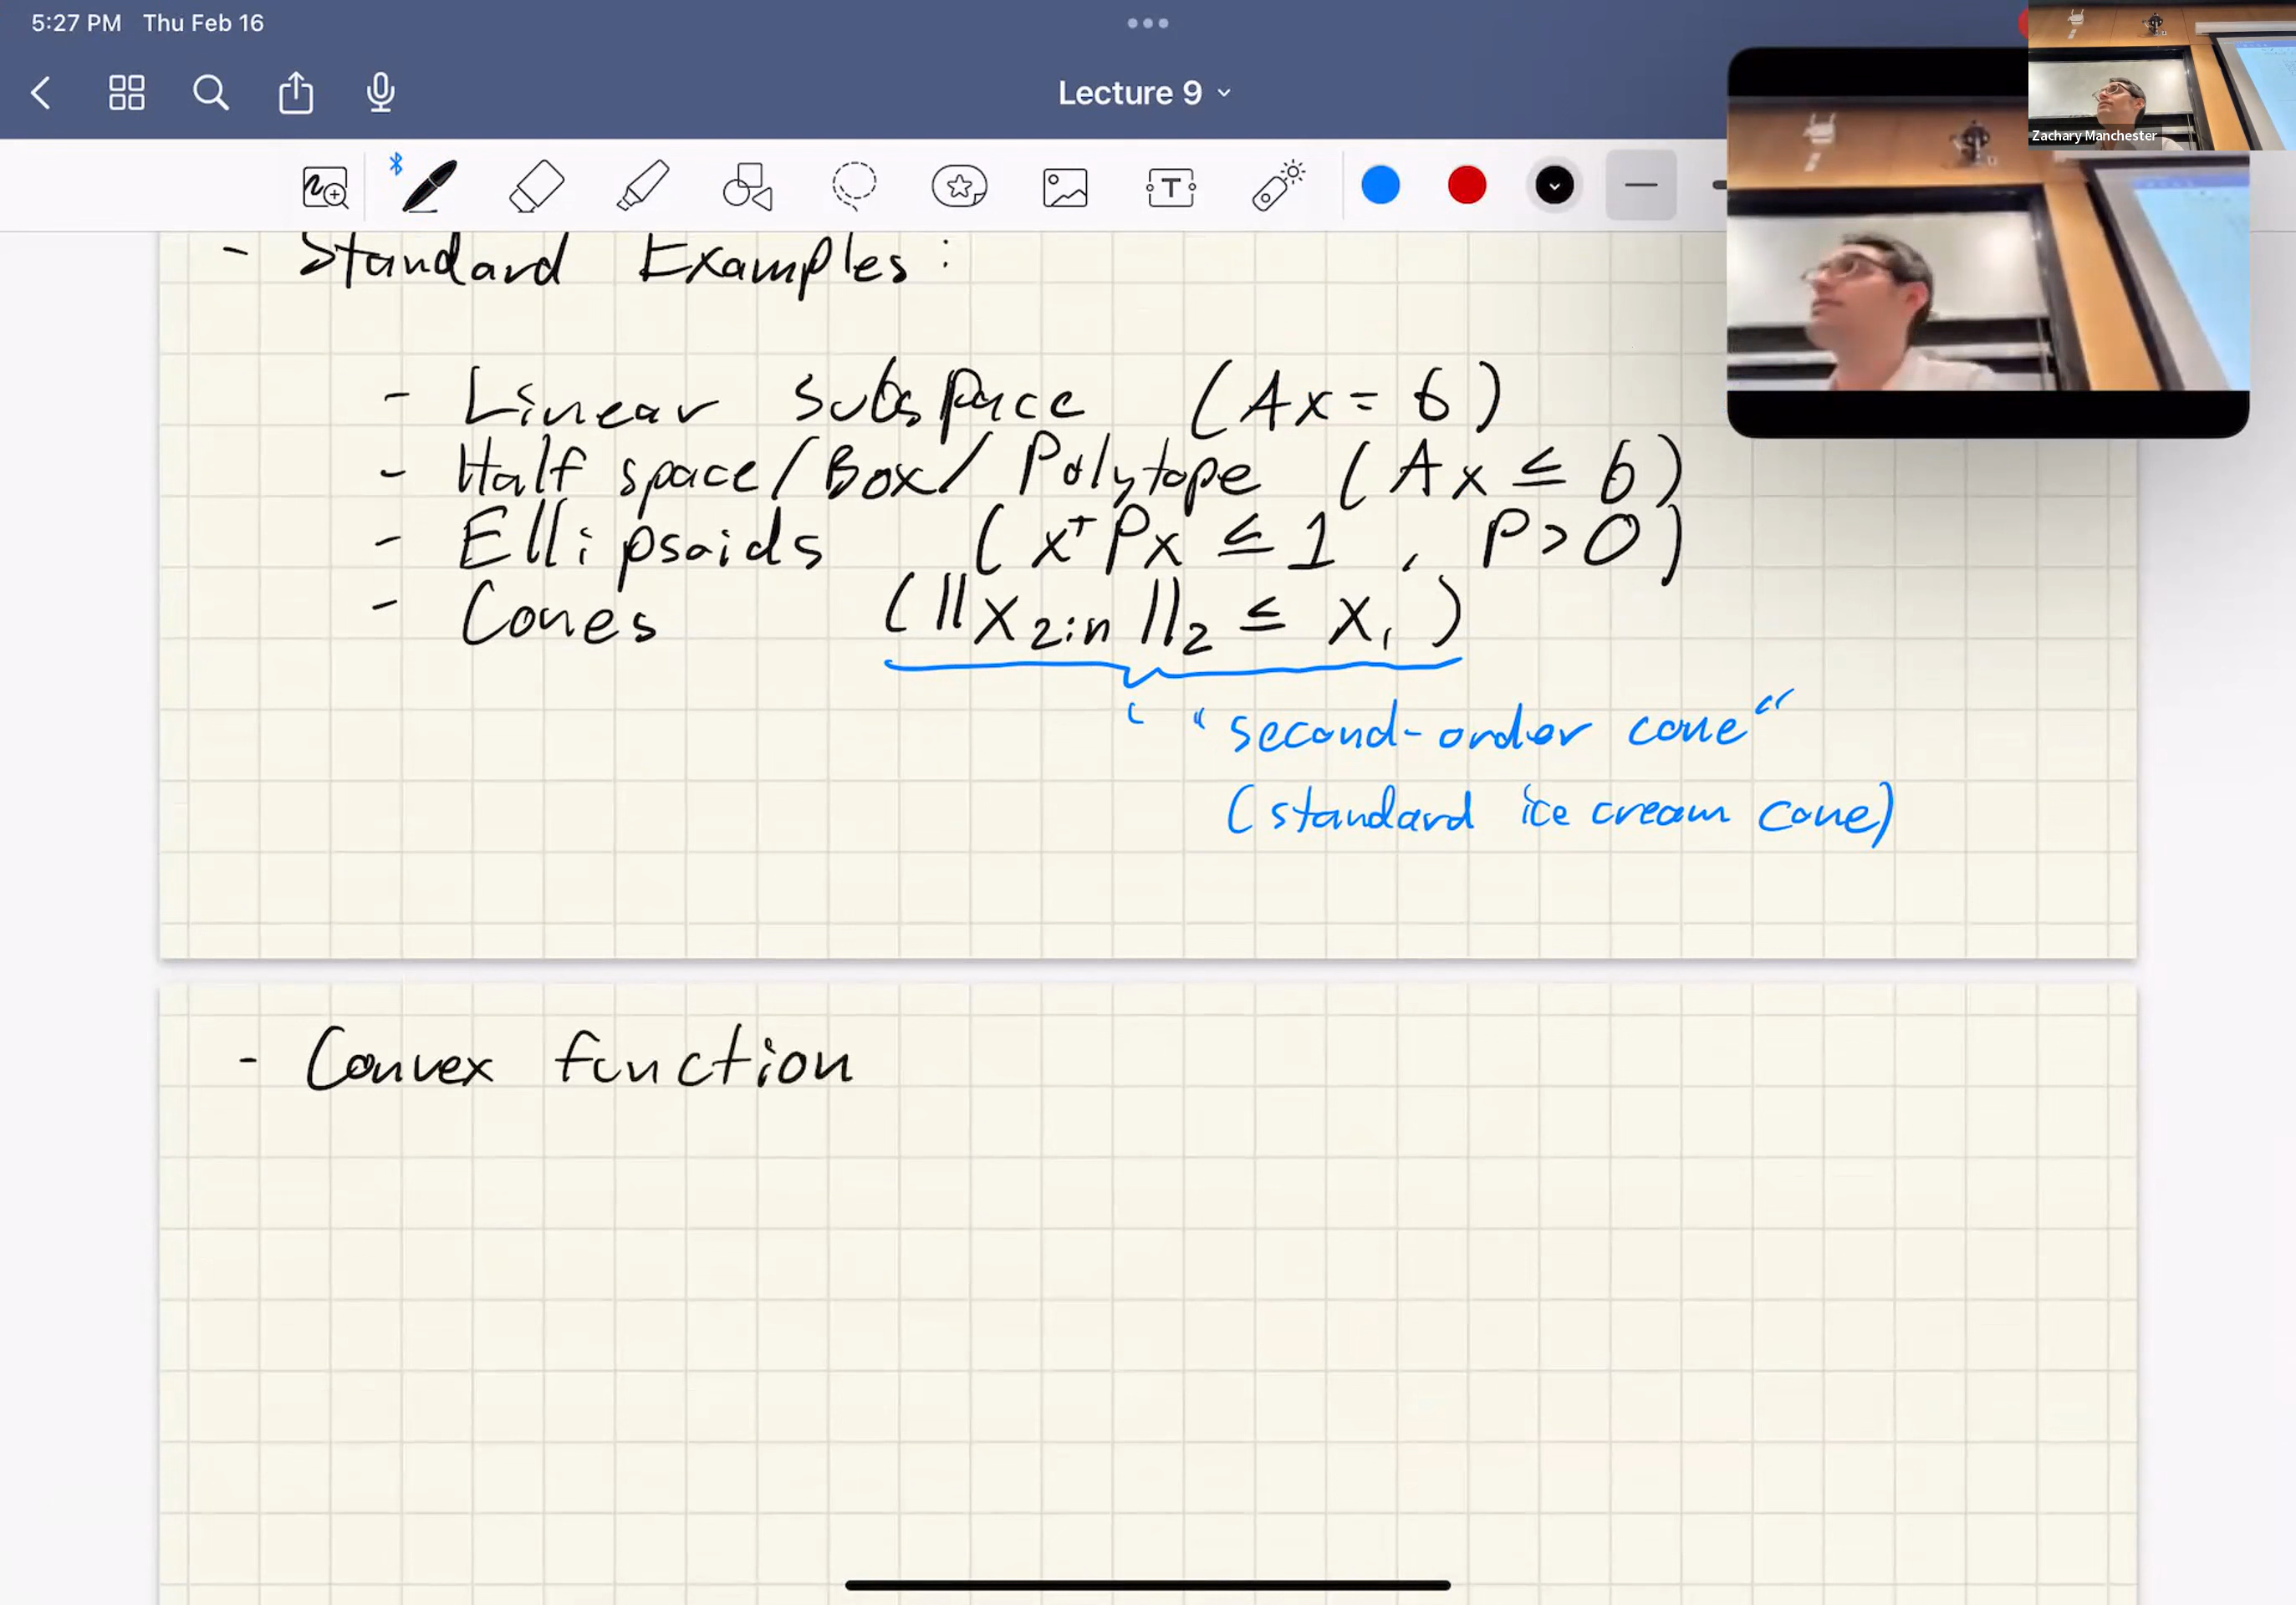 5:27 PM Thu Feb 16
Lecture 9
Zachary Manchester
- Standard Examples:
- Linear subspace (Ax = b)
- Half space/Box/Polytope (Ax ≤ b)
- Ellipsoids (xᵀPx ≤ 1, P>0)
- Cones (||x₂:ₙ||₂ ≤ x₁)
"second-order cone"
(standard ice cream cone)
- Convex function